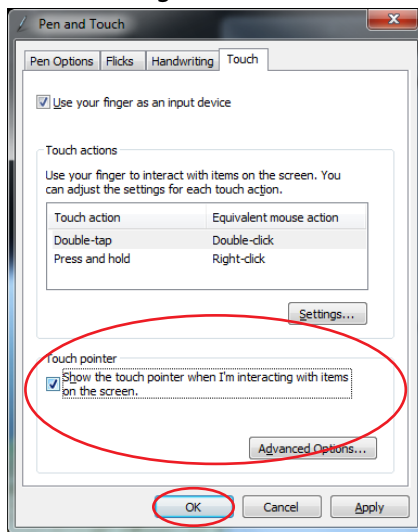 Pen and Touch
Pen Options Flicks Handwriting Touch
Use your finger as an input device
Touch actions
Use your finger to interact with items on the screen. You
can adjust the settings for each touch action.
Touch action Equivalent mouse action
Double-tap Double-click
Press and hold Right-click
Settings...
Touch pointer
Show the touch pointer when I'm interacting with items
on the screen.
Advanced Options...
OK Cancel Apply